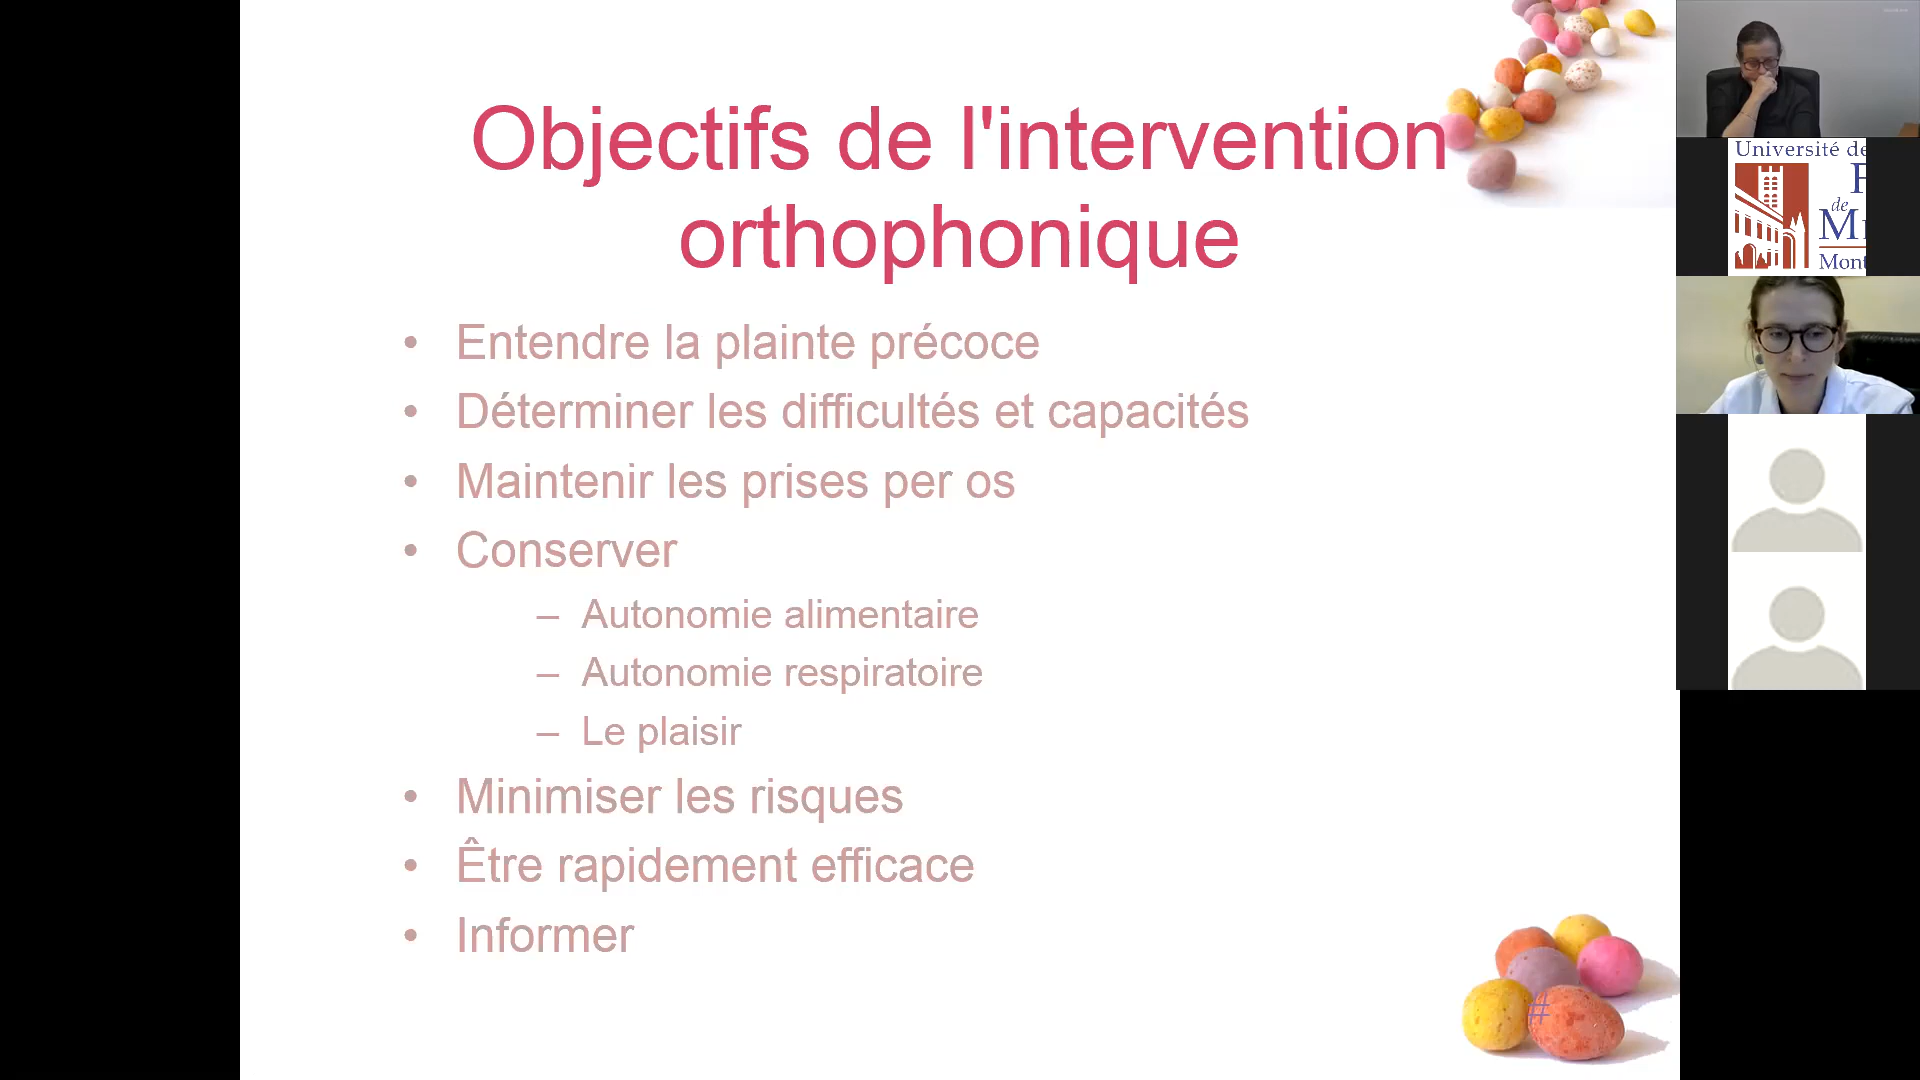 Objectifs de l'intervention
orthophonique
• Entendre la plainte précoce
• Déterminer les difficultés et capacités
• Maintenir les prises per os
• Conserver
– Autonomie alimentaire
– Autonomie respiratoire
– Le plaisir
• Minimiser les risques
• Être rapidement efficace
• Informer
#
Université de
F
de
M
Mont